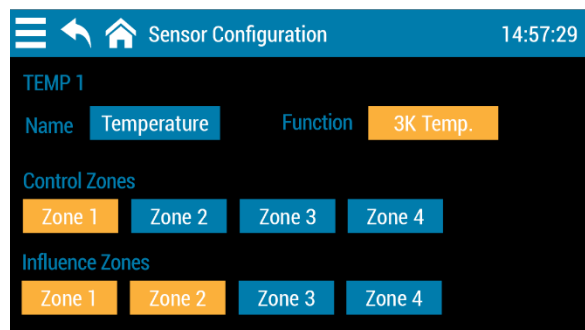 Sensor Configuration 14:57:29
TEMP 1
Name Temperature Function 3K Temp.
Control Zones
Zone 1 Zone 2 Zone 3 Zone 4
Influence Zones
Zone 1 Zone 2 Zone 3 Zone 4